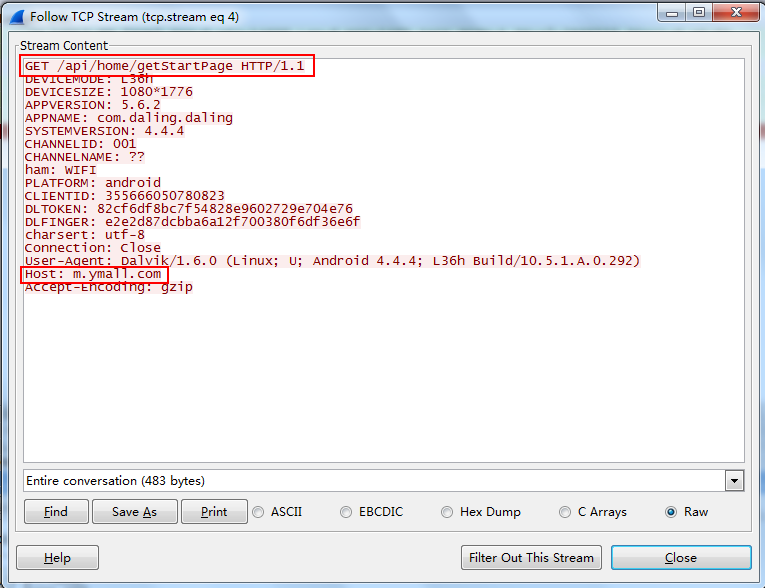 Follow TCP Stream (tcp.stream eq 4)
Stream Content
GET /api/home/getStartPage HTTP/1.1
DEVICEMODE: L36h
DEVICESIZE: 1080*1776
APPVERSION: 5.6.2
APPNAME: com.daling.daling
SYSTEMVERSION: 4.4.4
CHANNELID: 001
CHANNELNAME: ??
ham: WIFI
PLATFORM: android
CLIENTID: 355666050780823
DLTOKEN: 82cf6df8bc7f54828e9602729e704e76
DLFINGER: e2e2d87dcbba6a12f700380f6df36e6f
charsert: utf-8
Connection: Close
User-Agent: Dalvik/1.6.0 (Linux; U; Android 4.4.4; L36h Build/10.5.1.A.0.292)
Host: m.ymall.com
Accept-Encoding: gzip
Entire conversation (483 bytes)
Find Save As Print ASCII EBCDIC Hex Dump C Arrays Raw
Help Filter Out This Stream Close